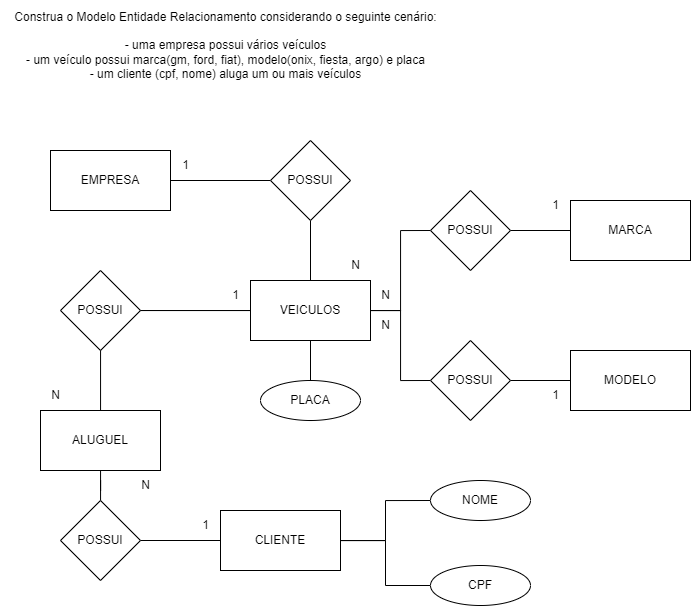 Construa o Modelo Entidade Relacionamento considerando o seguinte cenário:
- uma empresa possui vários veículos
- um veículo possui marca(gm, ford, fiat), modelo(onix, fiesta, argo) e placa
- um cliente (cpf, nome) aluga um ou mais veículos
EMPRESA
1
POSSUI
N
POSSUI
1
MARCA
POSSUI
1
VEICULOS
N
N
PLACA
POSSUI
1
MODELO
N
ALUGUEL
N
POSSUI
1
CLIENTE
NOME
CPF